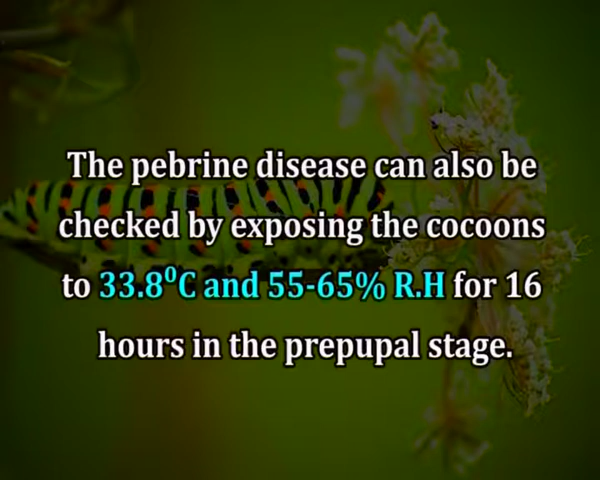 The pebrine disease can also be
checked by exposing the cocoons
to 33.8⁰C and 55-65% R.H for 16
hours in the prepupal stage.